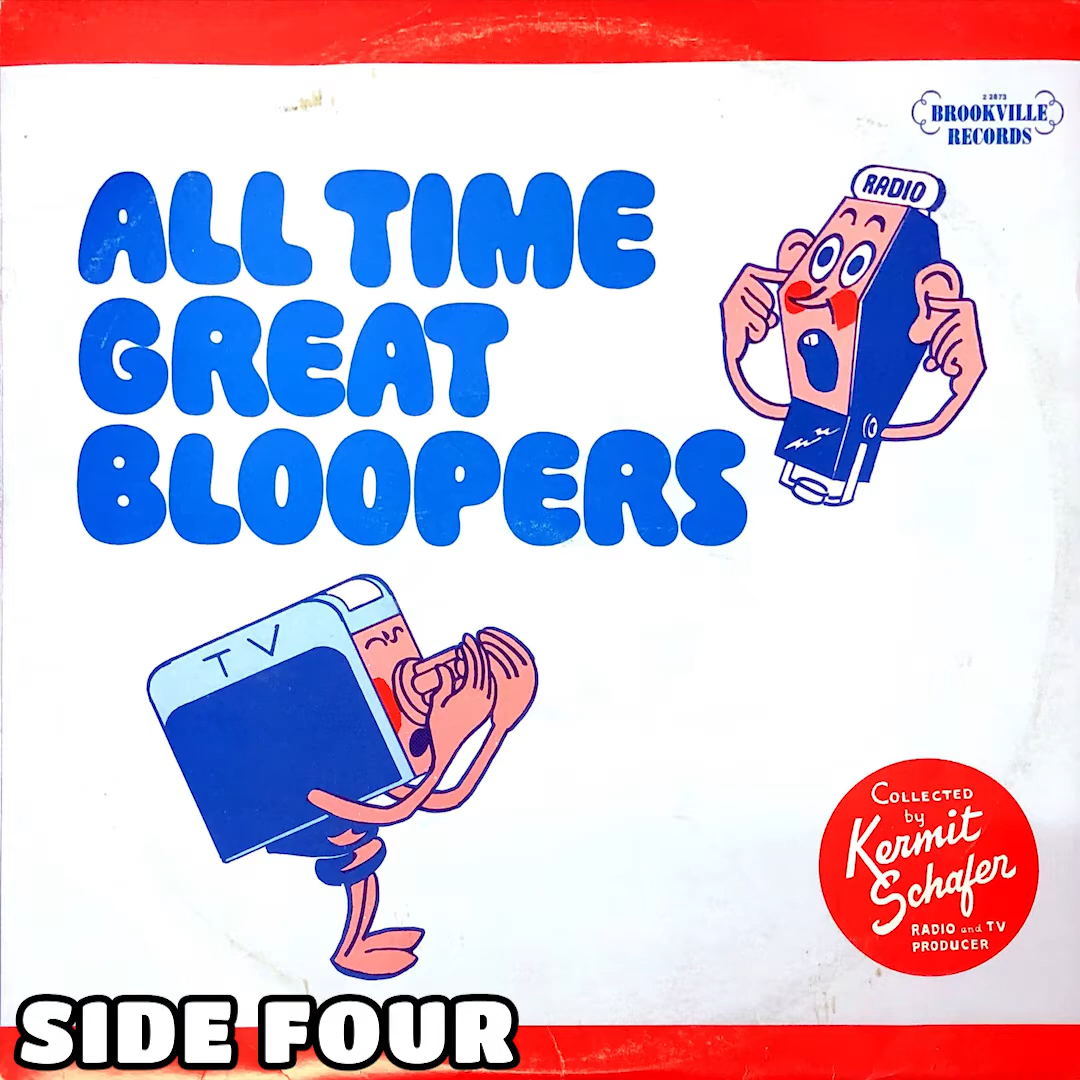 2 2873
BROOKVILLE
RECORDS
ALL TIME
GREAT
BLOOPERS
RADIO
TV
COLLECTED
by
Kermit
Schafer
RADIO and TV
PRODUCER
SIDE FOUR